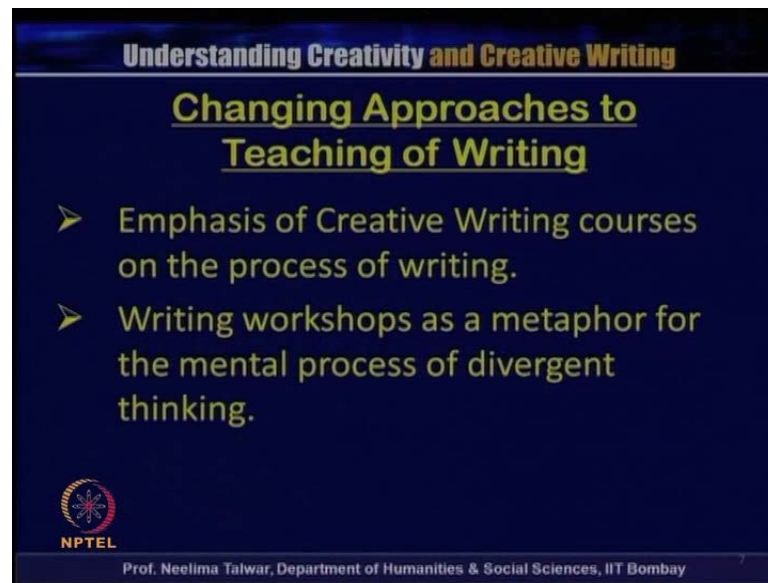 Understanding Creativity and Creative Writing
Changing Approaches to
Teaching of Writing
➢ Emphasis of Creative Writing courses
on the process of writing.
➢ Writing workshops as a metaphor for
the mental process of divergent
thinking.
NPTEL
Prof. Neelima Talwar, Department of Humanities & Social Sciences, IIT Bombay
7